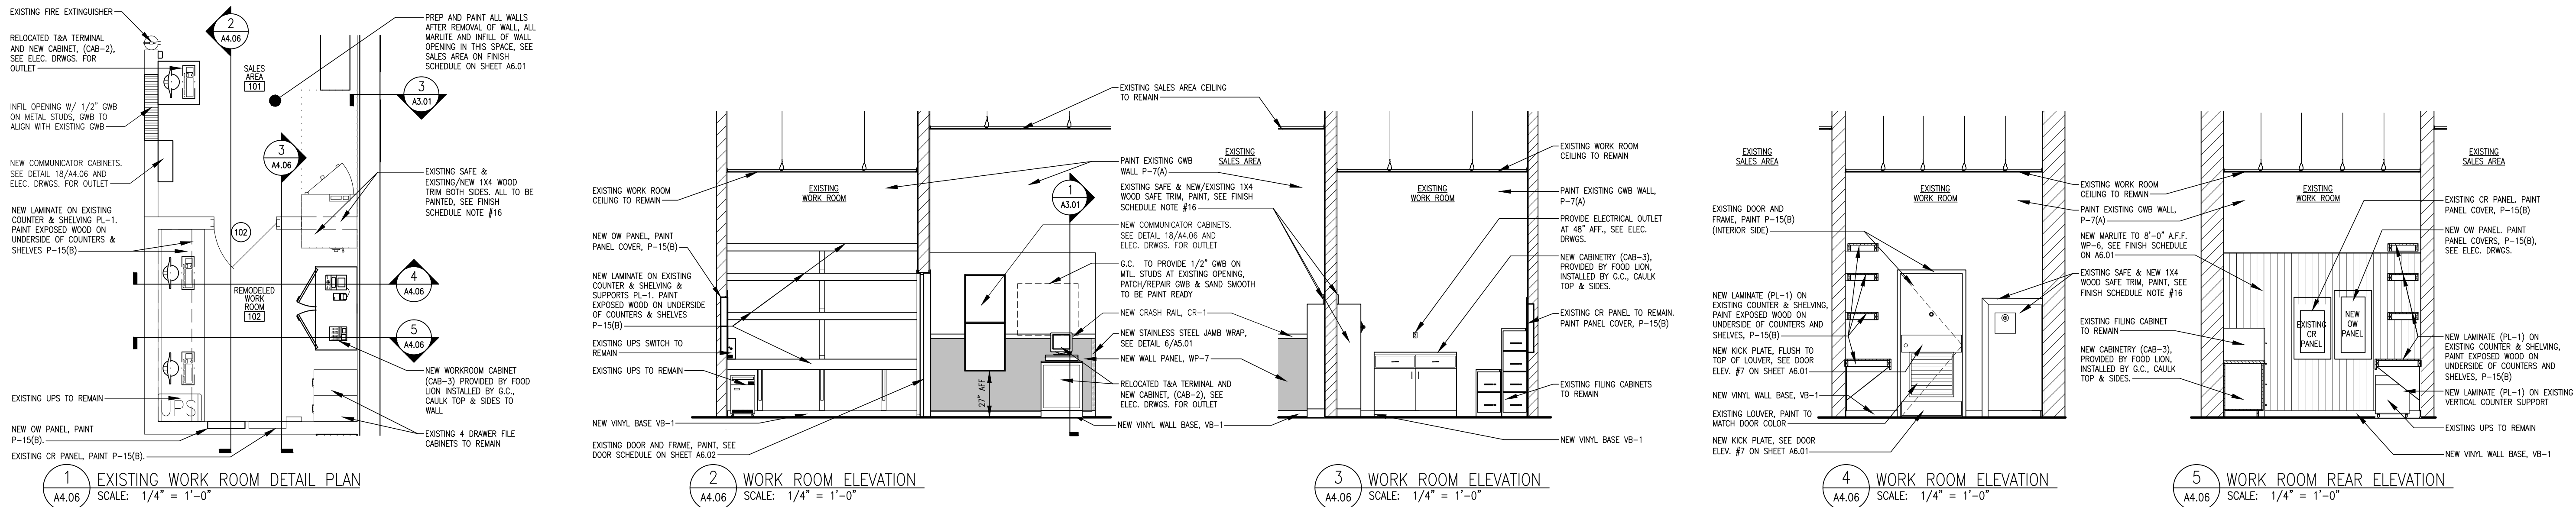 EXISTING FIRE EXTINGUISHER
RELOCATED T&A TERMINAL
AND NEW CABINET, (CAB-2),
SEE ELEC. DRWGS. FOR
OUTLET
INFIL OPENING W/ 1/2" GWB
ON METAL STUDS, GWB TO
ALIGN WITH EXISTING GWB
NEW COMMUNICATOR CABINETS.
SEE DETAIL 18/A4.06 AND
ELEC. DRWGS. FOR OUTLET
NEW LAMINATE ON EXISTING
COUNTER & SHELVING PL-1.
PAINT EXPOSED WOOD ON
UNDERSIDE OF COUNTERS &
SHELVES P-15(B)
EXISTING UPS TO REMAIN
NEW OW PANEL, PAINT
P-15(B).
EXISTING CR PANEL, PAINT P-15(B).
2
A4.06
SALES
AREA
101
3
A4.06
102
REMODELED
WORK
ROOM
102
UPS
PREP AND PAINT ALL WALLS
AFTER REMOVAL OF WALL, ALL
MARLITE AND INFILL OF WALL
OPENING IN THIS SPACE, SEE
SALES AREA ON FINISH
SCHEDULE ON SHEET A6.01
3
A3.01
EXISTING SAFE &
EXISTING/NEW 1X4 WOOD
TRIM BOTH SIDES. ALL TO BE
PAINTED, SEE FINISH
SCHEDULE NOTE #16
4
A4.06
5
A4.06
NEW WORKROOM CABINET
(CAB-3) PROVIDED BY FOOD
LION INSTALLED BY G.C.,
CAULK TOP & SIDES TO
WALL
EXISTING 4 DRAWER FILE
CABINETS TO REMAIN
1
A4.06
EXISTING WORK ROOM DETAIL PLAN
SCALE: 1/4" = 1'-0"
EXISTING WORK ROOM
CEILING TO REMAIN
NEW OW PANEL, PAINT
PANEL COVER, P-15(B)
NEW LAMINATE ON EXISTING
COUNTER & SHELVING &
SUPPORTS PL-1. PAINT
EXPOSED WOOD ON UNDERSIDE
OF COUNTERS & SHELVES
P-15(B)
EXISTING UPS SWITCH TO
REMAIN
EXISTING UPS TO REMAIN
NEW VINYL BASE VB-1
EXISTING DOOR AND FRAME, PAINT, SEE
DOOR SCHEDULE ON SHEET A6.02
EXISTING
WORK ROOM
27" AFF
1
A3.01
2
A4.06
WORK ROOM ELEVATION
SCALE: 1/4" = 1'-0"
EXISTING SALES AREA CEILING
TO REMAIN
PAINT EXISTING GWB
WALL P-7(A)
EXISTING
SALES AREA
EXISTING SAFE & NEW/EXISTING 1X4
WOOD SAFE TRIM, PAINT, SEE FINISH
SCHEDULE NOTE #16
NEW COMMUNICATOR CABINETS.
SEE DETAIL 18/A4.06 AND
ELEC. DRWGS. FOR OUTLET
G.C. TO PROVIDE 1/2" GWB ON
MTL. STUDS AT EXISTING OPENING,
PATCH/REPAIR GWB & SAND SMOOTH
TO BE PAINT READY
NEW CRASH RAIL, CR-1
NEW STAINLESS STEEL JAMB WRAP,
SEE DETAIL 6/A5.01
NEW WALL PANEL, WP-7
RELOCATED T&A TERMINAL AND
NEW CABINET, (CAB-2), SEE
ELEC. DRWGS. FOR OUTLET
NEW VINYL WALL BASE, VB-1
EXISTING
WORK ROOM
EXISTING WORK ROOM
CEILING TO REMAIN
PAINT EXISTING GWB WALL,
P-7(A)
PROVIDE ELECTRICAL OUTLET
AT 48" AFF., SEE ELEC.
DRWGS.
NEW CABINETRY (CAB-3),
PROVIDED BY FOOD LION,
INSTALLED BY G.C., CAULK
TOP & SIDES.
EXISTING CR PANEL TO REMAIN.
PAINT PANEL COVER, P-15(B)
EXISTING FILING CABINETS
TO REMAIN
NEW VINYL BASE VB-1
3
A4.06
WORK ROOM ELEVATION
SCALE: 1/4" = 1'-0"
EXISTING
SALES AREA
EXISTING DOOR AND
FRAME, PAINT P-15(B)
(INTERIOR SIDE)
NEW LAMINATE (PL-1) ON
EXISTING COUNTER & SHELVING,
PAINT EXPOSED WOOD ON
UNDERSIDE OF COUNTERS AND
SHELVES, P-15(B)
NEW KICK PLATE, FLUSH TO
TOP OF LOUVER, SEE DOOR
ELEV. #7 ON SHEET A6.01
NEW VINYL WALL BASE, VB-1
EXISTING LOUVER, PAINT TO
MATCH DOOR COLOR
NEW KICK PLATE, SEE DOOR
ELEV. #7 ON SHEET A6.01
EXISTING
WORK ROOM
4
A4.06
WORK ROOM ELEVATION
SCALE: 1/4" = 1'-0"
EXISTING WORK ROOM
CEILING TO REMAIN
PAINT EXISTING GWB WALL,
P-7(A)
NEW MARLITE TO 8'-0" A.F.F.
WP-6, SEE FINISH SCHEDULE
ON A6.01
EXISTING SAFE & NEW 1X4
WOOD SAFE TRIM, PAINT, SEE
FINISH SCHEDULE NOTE #16
EXISTING FILING CABINET
TO REMAIN
NEW CABINETRY (CAB-3),
PROVIDED BY FOOD LION,
INSTALLED BY G.C., CAULK
TOP & SIDES.
EXISTING
WORK ROOM
EXISTING
CR
PANEL
NEW
OW
PANEL
EXISTING
SALES AREA
EXISTING CR PANEL. PAINT
PANEL COVER, P-15(B)
NEW OW PANEL. PAINT
PANEL COVERS, P-15(B),
SEE ELEC. DRWGS.
NEW LAMINATE (PL-1) ON
EXISTING COUNTER & SHELVING,
PAINT EXPOSED WOOD ON
UNDERSIDE OF COUNTERS AND
SHELVES, P-15(B)
NEW LAMINATE (PL-1) ON EXISTING
VERTICAL COUNTER SUPPORT
EXISTING UPS TO REMAIN
NEW VINYL WALL BASE, VB-1
5
A4.06
WORK ROOM REAR ELEVATION
SCALE: 1/4" = 1'-0"